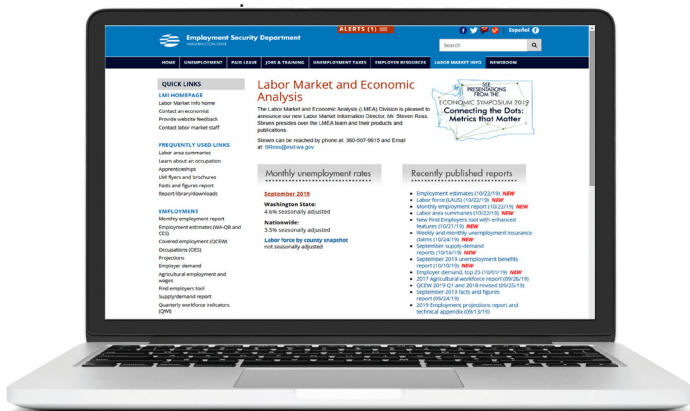 ALERTS (1)
Employment Security Department
WASHINGTON STATE
Español
Search
HOME UNEMPLOYMENT PAID LEAVE JOBS & TRAINING UNEMPLOYMENT TAXES EMPLOYER RESOURCES LABOR MARKET INFO NEWSROOM
QUICK LINKS
LMI HOMEPAGE
Labor Market Info home
Contact an economist
Provide website feedback
Contact labor market staff
FREQUENTLY USED LINKS
Labor area summaries
Learn about an occupation
Apprenticeships
LMI flyers and brochures
Facts and figures report
Report library/downloads
EMPLOYMENT
Monthly employment report
Employment estimates (WA-QB and
CES)
Covered employment (QCEW)
Occupations (OES)
Projections
Employer demand
Agricultural employment and
wages
Find employers tool
Supply/demand report
Quarterly workforce indicators
(QWI)
Labor Market and Economic
Analysis
The Labor Market and Economic Analysis (LMEA) Division is pleased to
announce our new Labor Market Information Director, Mr. Steven Ross.
Steven presides over the LMEA team and their products and
publications
Steven can be reached by phone at: 360-507-9615 and Email
at: SRoss@esd.wa.gov
SEE
PRESENTATIONS
FROM THE
ECONOMIC SYMPOSIUM 2019
Connecting the Dots:
Metrics that Matter
Monthly unemployment rates
September 2019
Washington State:
4.6% seasonally adjusted
Nationwide:
3.5% seasonally adjusted
Labor force by county snapshot
not seasonally adjusted
Recently published reports
Employment estimates (10/22/19) NEW
Labor force (LAUS) (10/22/19) NEW
Monthly employment report (10/22/19) NEW
Labor area summaries (10/22/19) NEW
New Find Employers tool with enhanced
features (10/21/19) NEW
Weekly and monthly unemployment insurance
claims (10/24/19) NEW
September supply-demand
reports (10/16/19) NEW
September 2019 unemployment benefits
report (10/10/19) NEW
Employer demand, top 25 (10/01/19) NEW
2017 Agricultural workforce report (09/26/19)
QCEW 2019 Q1 and 2018 revised (09/25/19)
September 2019 facts and figures
report (09/24/19)
2019 Employment projections report and
technical appendix (09/13/19)